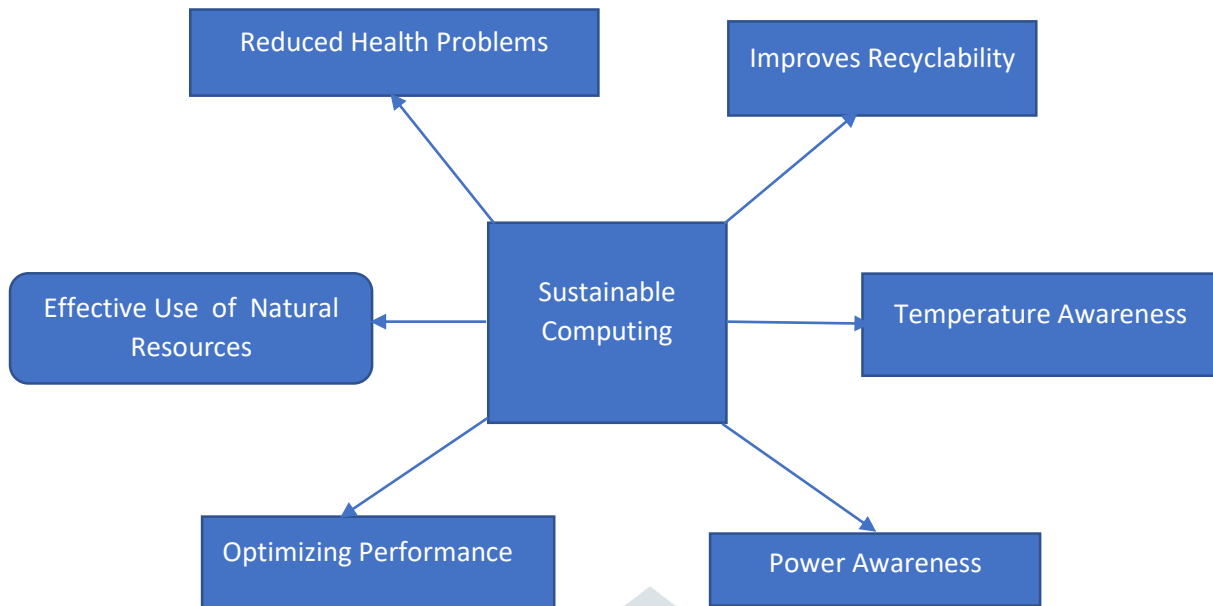 Reduced Health Problems
Improves Recyclability
Sustainable
Computing
Effective Use of Natural
Resources
Temperature Awareness
Optimizing Performance
Power Awareness